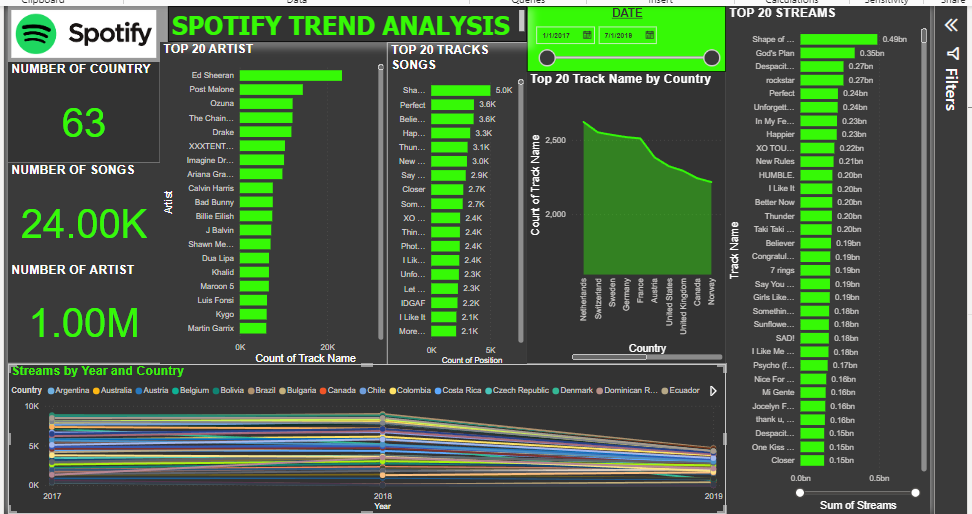 Clipboard
Data
Queries
Insert
Calculations
Sensitivity
Share
Spotify
SPOTIFY TREND ANALYSIS
NUMBER OF COUNTRY
63
NUMBER OF SONGS
24.00K
NUMBER OF ARTIST
1.00M
TOP 20 ARTIST
Artist
Ed Sheeran
Post Malone
Ozuna
The Chain...
Drake
XXXTENT...
Imagine Dr...
Ariana Gra...
Calvin Harris
Bad Bunny
Billie Eilish
J Balvin
Shawn Me...
Dua Lipa
Khalid
Maroon 5
Luis Fonsi
Kygo
Martin Garrix
0K 20K
Count of Track Name
TOP 20 TRACKS
SONGS
Sha... 5.0K
Perfect 3.6K
Belie... 3.6K
Hap... 3.3K
Thun... 3.1K
New ... 3.0K
Say ... 2.9K
Closer 2.7K
Som... 2.7K
XO ... 2.4K
Thin... 2.4K
Phot... 2.4K
I Lik... 2.4K
Unfo... 2.3K
Let ... 2.3K
IDGAF 2.2K
I Like It 2.1K
More... 2.1K
0K 5K
Count of Position
DATE
1/1/2017 7/1/2018
Top 20 Track Name by Country
Count of Track Name
2,500
2,000
Netherlands
Switzerland
Sweden
Germany
France
Austria
United States
United Kingdom
Canada
Norway
Country
TOP 20 STREAMS
Track Name
Shape of ... 0.49bn
God's Plan 0.35bn
Despacit... 0.27bn
rockstar 0.27bn
Perfect 0.24bn
Unforgett... 0.24bn
In My Fe... 0.23bn
Happier 0.23bn
XO TOU... 0.22bn
New Rules 0.21bn
HUMBLE. 0.20bn
I Like It 0.20bn
Better Now 0.20bn
Thunder 0.20bn
Taki Taki ... 0.20bn
Believer 0.19bn
Congratul... 0.19bn
7 rings 0.19bn
Say You ... 0.19bn
Girls Like... 0.19bn
Somethin... 0.18bn
Sunflowe... 0.18bn
SAD! 0.18bn
I Like Me ... 0.18bn
Psycho (f... 0.17bn
Nice For ... 0.16bn
Mi Gente 0.16bn
Jocelyn F... 0.16bn
thank u, ... 0.16bn
Despacit... 0.15bn
One Kiss ... 0.15bn
Closer 0.15bn
0.0bn 0.5bn
Sum of Streams
Filters
Streams by Year and Country
Country Argentina Australia Austria Belgium Bolivia Brazil Bulgaria Canada Chile Colombia Costa Rica Czech Republic Denmark Dominican R... Ecuador
10K
5K
0K
2017 2018 2019
Year